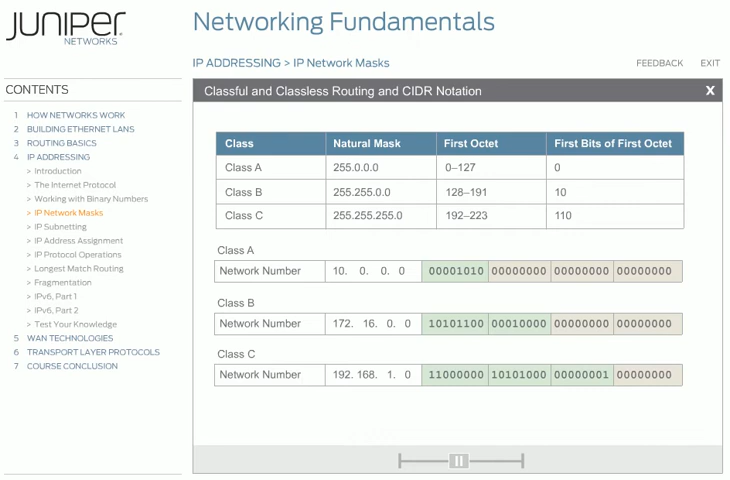 JUNIPER
NETWORKS
Networking Fundamentals
IP ADDRESSING > IP Network Masks
FEEDBACK EXIT
CONTENTS
1 HOW NETWORKS WORK
2 BUILDING ETHERNET LANS
3 ROUTING BASICS
4 IP ADDRESSING
> Introduction
> The Internet Protocol
> Working with Binary Numbers
> IP Network Masks
> IP Subnetting
> IP Address Assignment
> IP Protocol Operations
> Longest Match Routing
> Fragmentation
> IPv6, Part 1
> IPv6, Part 2
> Test Your Knowledge
5 WAN TECHNOLOGIES
6 TRANSPORT LAYER PROTOCOLS
7 COURSE CONCLUSION
Classful and Classless Routing and CIDR Notation X
Class Natural Mask First Octet First Bits of First Octet
Class A 255.0.0.0 0–127 0
Class B 255.255.0.0 128–191 10
Class C 255.255.255.0 192–223 110
Class A
Network Number 10. 0. 0. 0 00001010 00000000 00000000 00000000
Class B
Network Number 172. 16. 0. 0 10101100 00010000 00000000 00000000
Class C
Network Number 192. 168. 1. 0 11000000 10101000 00000001 00000000